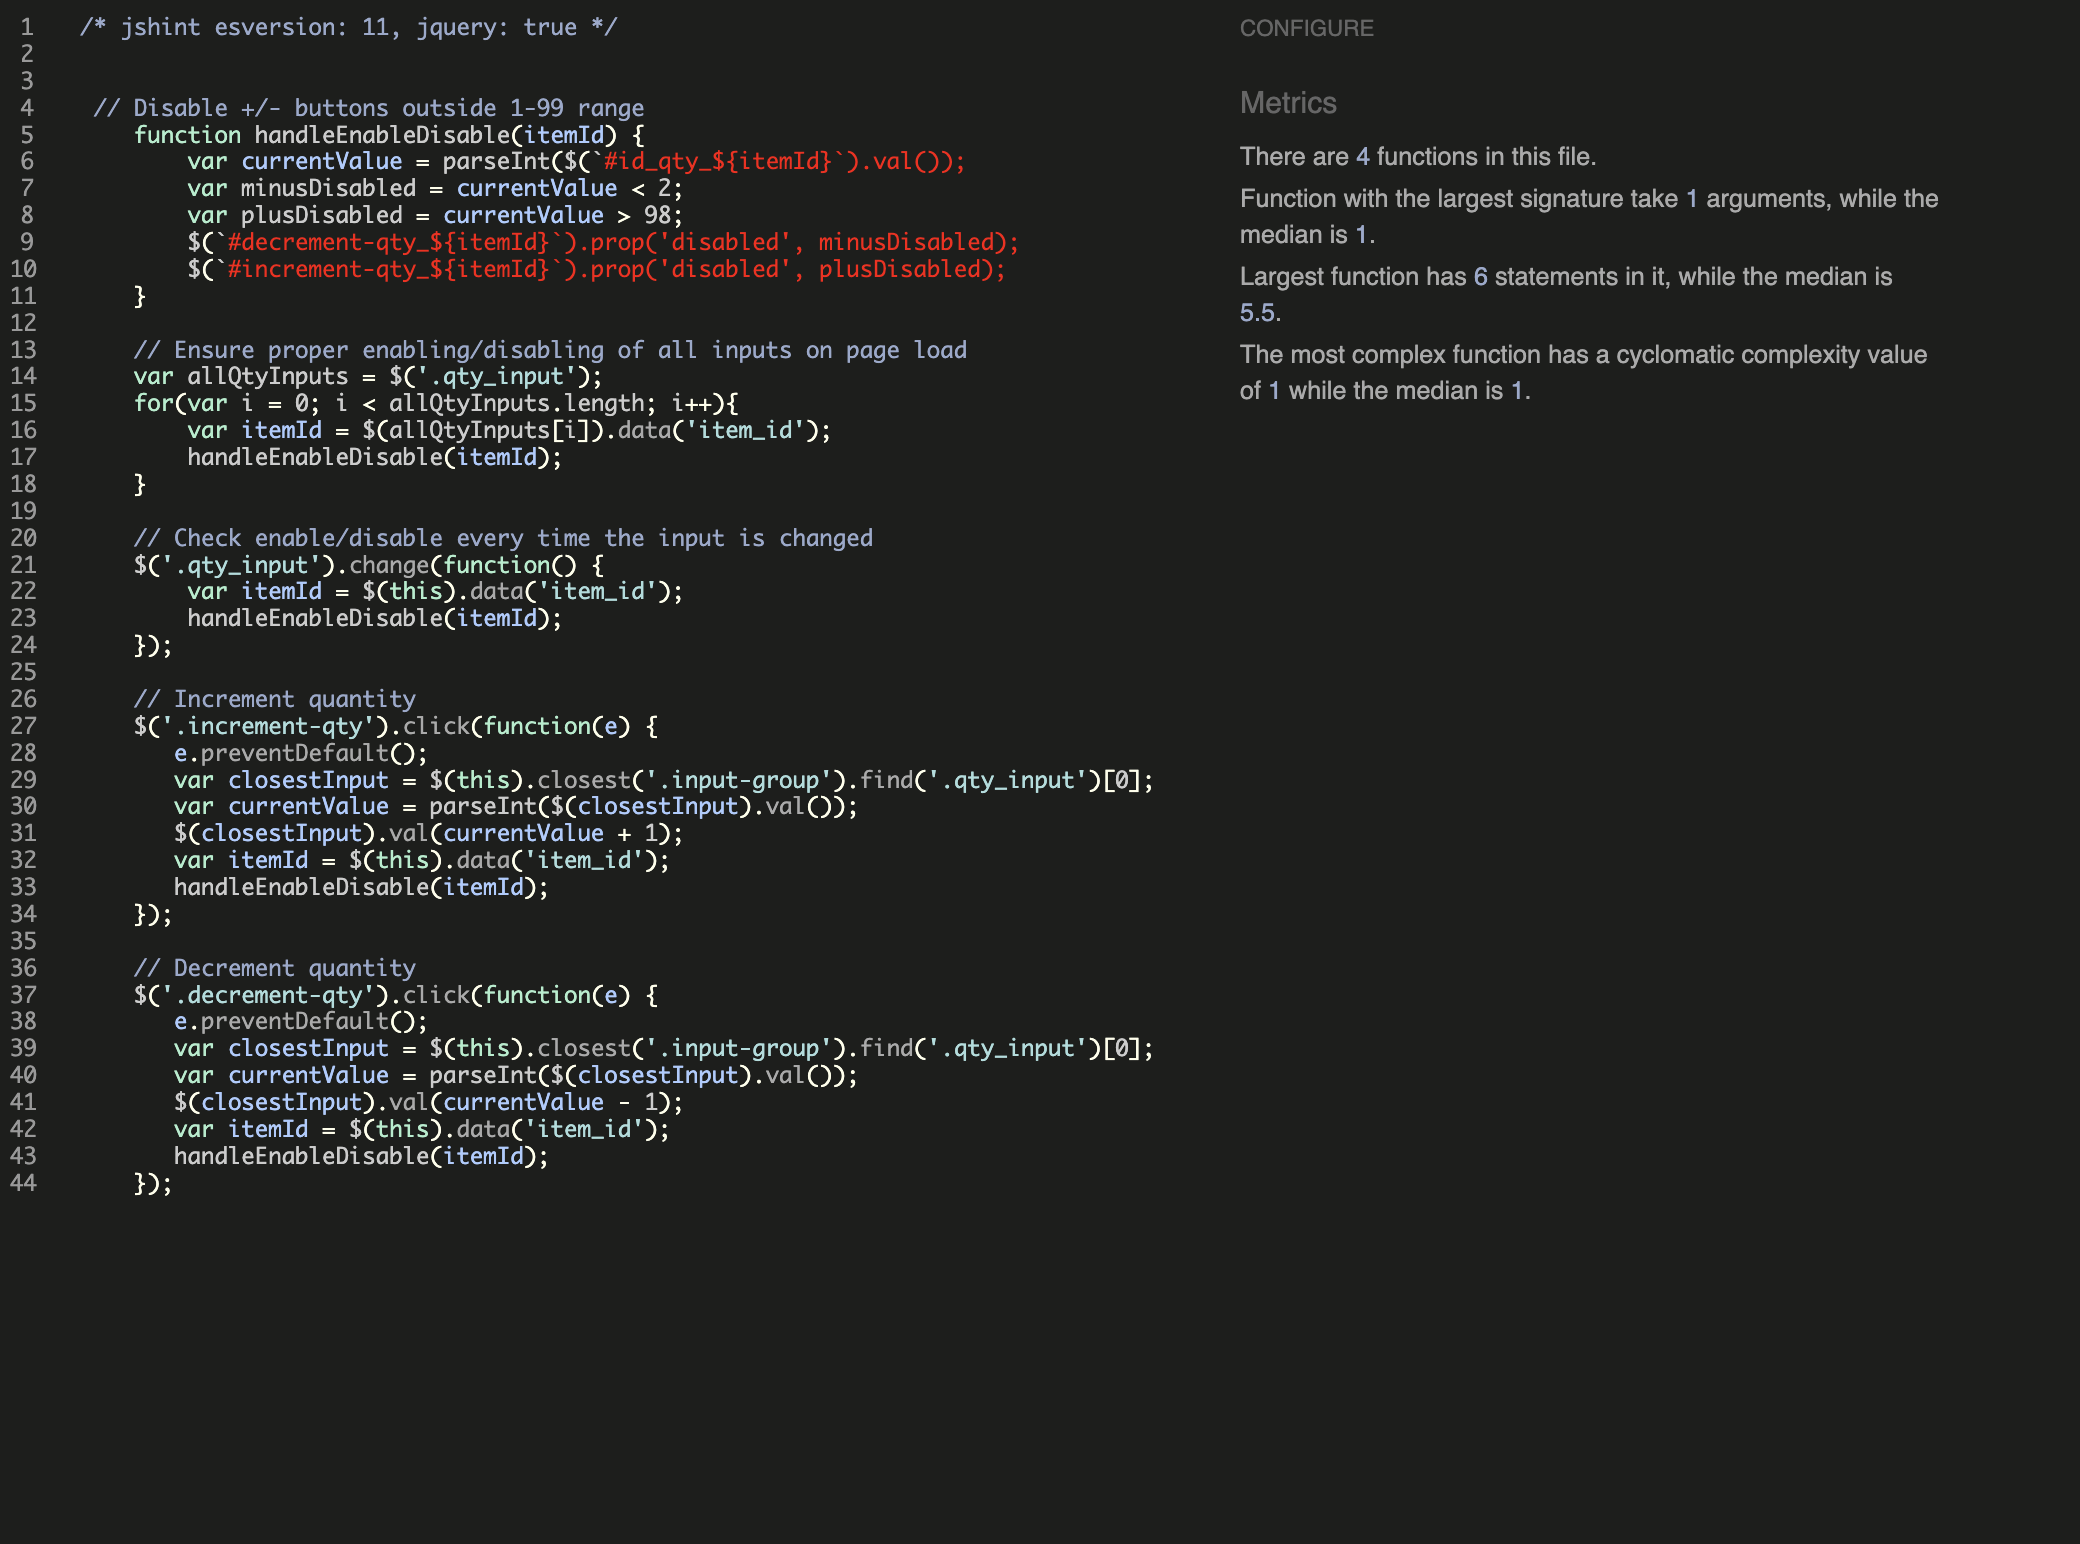 1 /* jshint esversion: 11, jquery: true */
2
3
4 // Disable +/- buttons outside 1-99 range
5 function handleEnableDisable(itemId) {
6 var currentValue = parseInt($(`#id_qty_${itemId}`).val());
7 var minusDisabled = currentValue < 2;
8 var plusDisabled = currentValue > 98;
9 $(`#decrement-qty_${itemId}`).prop('disabled', minusDisabled);
10 $(`#increment-qty_${itemId}`).prop('disabled', plusDisabled);
11 }
12
13 // Ensure proper enabling/disabling of all inputs on page load
14 var allQtyInputs = $('.qty_input');
15 for(var i = 0; i < allQtyInputs.length; i++){
16 var itemId = $(allQtyInputs[i]).data('item_id');
17 handleEnableDisable(itemId);
18 }
19
20 // Check enable/disable every time the input is changed
21 $('.qty_input').change(function() {
22 var itemId = $(this).data('item_id');
23 handleEnableDisable(itemId);
24 });
25
26 // Increment quantity
27 $('.increment-qty').click(function(e) {
28 e.preventDefault();
29 var closestInput = $(this).closest('.input-group').find('.qty_input')[0];
30 var currentValue = parseInt($(closestInput).val());
31 $(closestInput).val(currentValue + 1);
32 var itemId = $(this).data('item_id');
33 handleEnableDisable(itemId);
34 });
35
36 // Decrement quantity
37 $('.decrement-qty').click(function(e) {
38 e.preventDefault();
39 var closestInput = $(this).closest('.input-group').find('.qty_input')[0];
40 var currentValue = parseInt($(closestInput).val());
41 $(closestInput).val(currentValue - 1);
42 var itemId = $(this).data('item_id');
43 handleEnableDisable(itemId);
44 });
CONFIGURE
Metrics
There are 4 functions in this file.
Function with the largest signature take 1 arguments, while the
median is 1.
Largest function has 6 statements in it, while the median is
5.5.
The most complex function has a cyclomatic complexity value
of 1 while the median is 1.